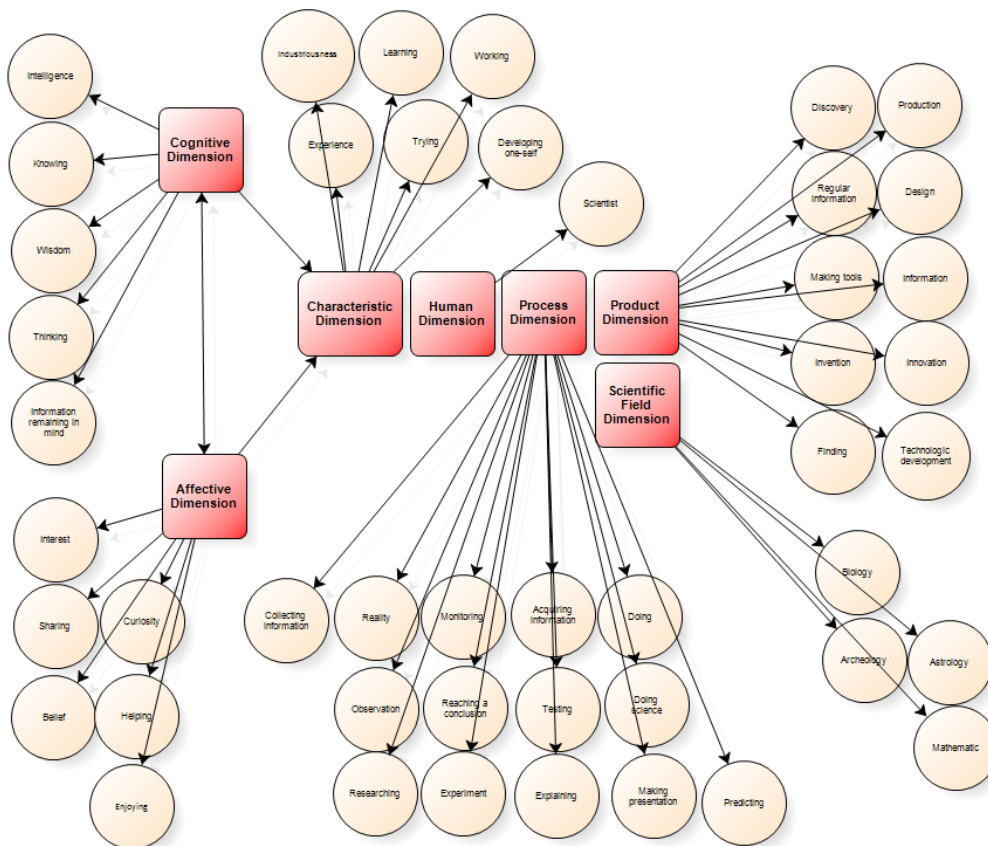 Industriousness
Learning
Working
Intelligence
Discovery
Production
Cognitive
Dimension
Experience
Trying
Developing
one-self
Knowing
Regular
information
Design
Scientist
Wisdom
Making tools
Information
Characteristic
Dimension
Human
Dimension
Process
Dimension
Product
Dimension
Thinking
Invention
Innovation
Scientific
Field
Dimension
Information
remaining in
mind
Finding
Technologic
development
Affective
Dimension
Interest
Biology
Sharing
Curiosity
Collecting
Information
Reality
Monitoring
Acquiring
information
Doing
Archeology
Astrology
Belief
Helping
Observation
Reaching a
conclusion
Testing
Doing
science
Mathematic
Enjoying
Researching
Experiment
Explaining
Making
presentation
Predicting